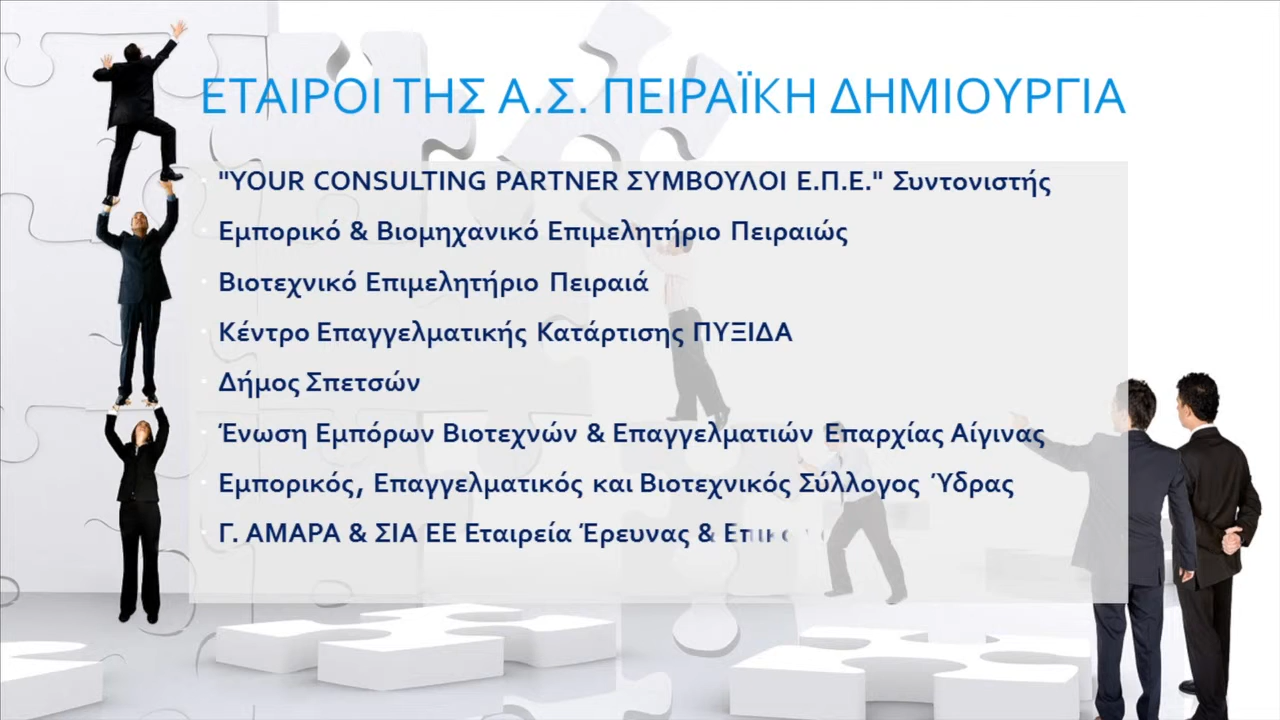 ΕΤΑΙΡΟΙ ΤΗΣ Α.Σ. ΠΕΙΡΑΪΚΗ ΔΗΜΙΟΥΡΓΙΑ
"YOUR CONSULTING PARTNER ΣΥΜΒΟΥΛΟΙ Ε.Π.Ε." Συντονιστής
Εμπορικό & Βιομηχανικό Επιμελητήριο Πειραιώς
Βιοτεχνικό Επιμελητήριο Πειραιά
Κέντρο Επαγγελματικής Κατάρτισης ΠΥΞΙΔΑ
Δήμος Σπετσών
Ένωση Εμπόρων Βιοτεχνών & Επαγγελματιών Επαρχίας Αίγινας
Εμπορικός, Επαγγελματικός και Βιοτεχνικός Σύλλογος Ύδρας
Γ. ΑΜΑΡΑ & ΣΙΑ ΕΕ Εταιρεία Έρευνας &